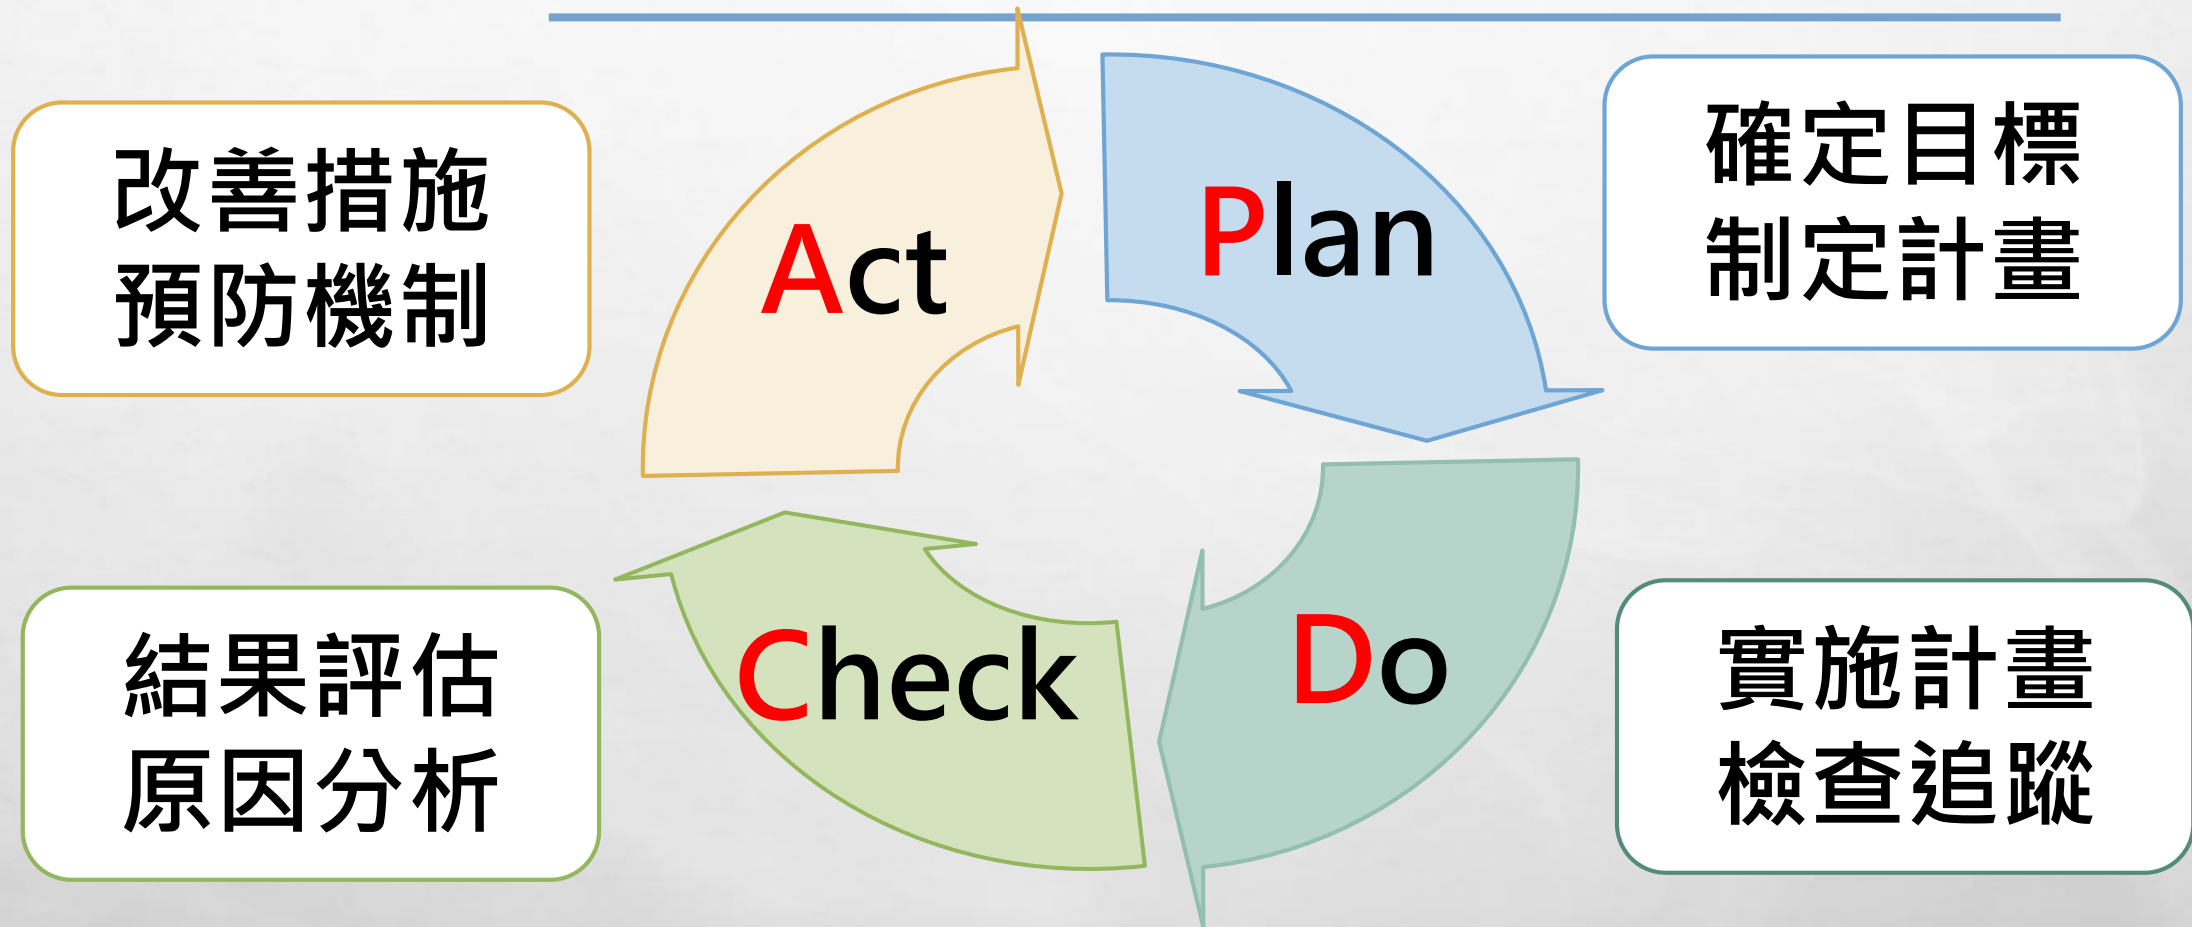 改善措施
預防機制
Act
Plan
確定目標
制定計畫
結果評估
原因分析
Check
Do
實施計畫
檢查追蹤